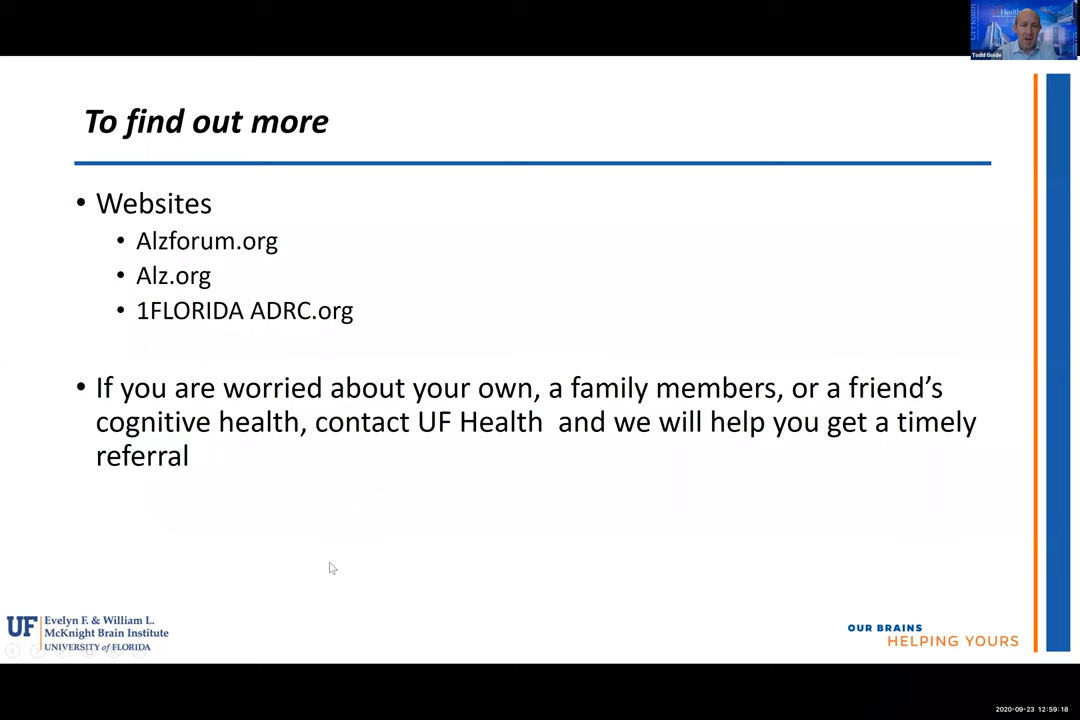 Health
Todd Golde
To find out more
• Websites
• Alzforum.org
• Alz.org
• 1FLORIDA ADRC.org
• If you are worried about your own, a family members, or a friend's
cognitive health, contact UF Health and we will help you get a timely
referral
UF
Evelyn F. & William L.
McKnight Brain Institute
UNIVERSITY of FLORIDA
OUR BRAINS
HELPING YOURS
2020-09-23 12:59:18